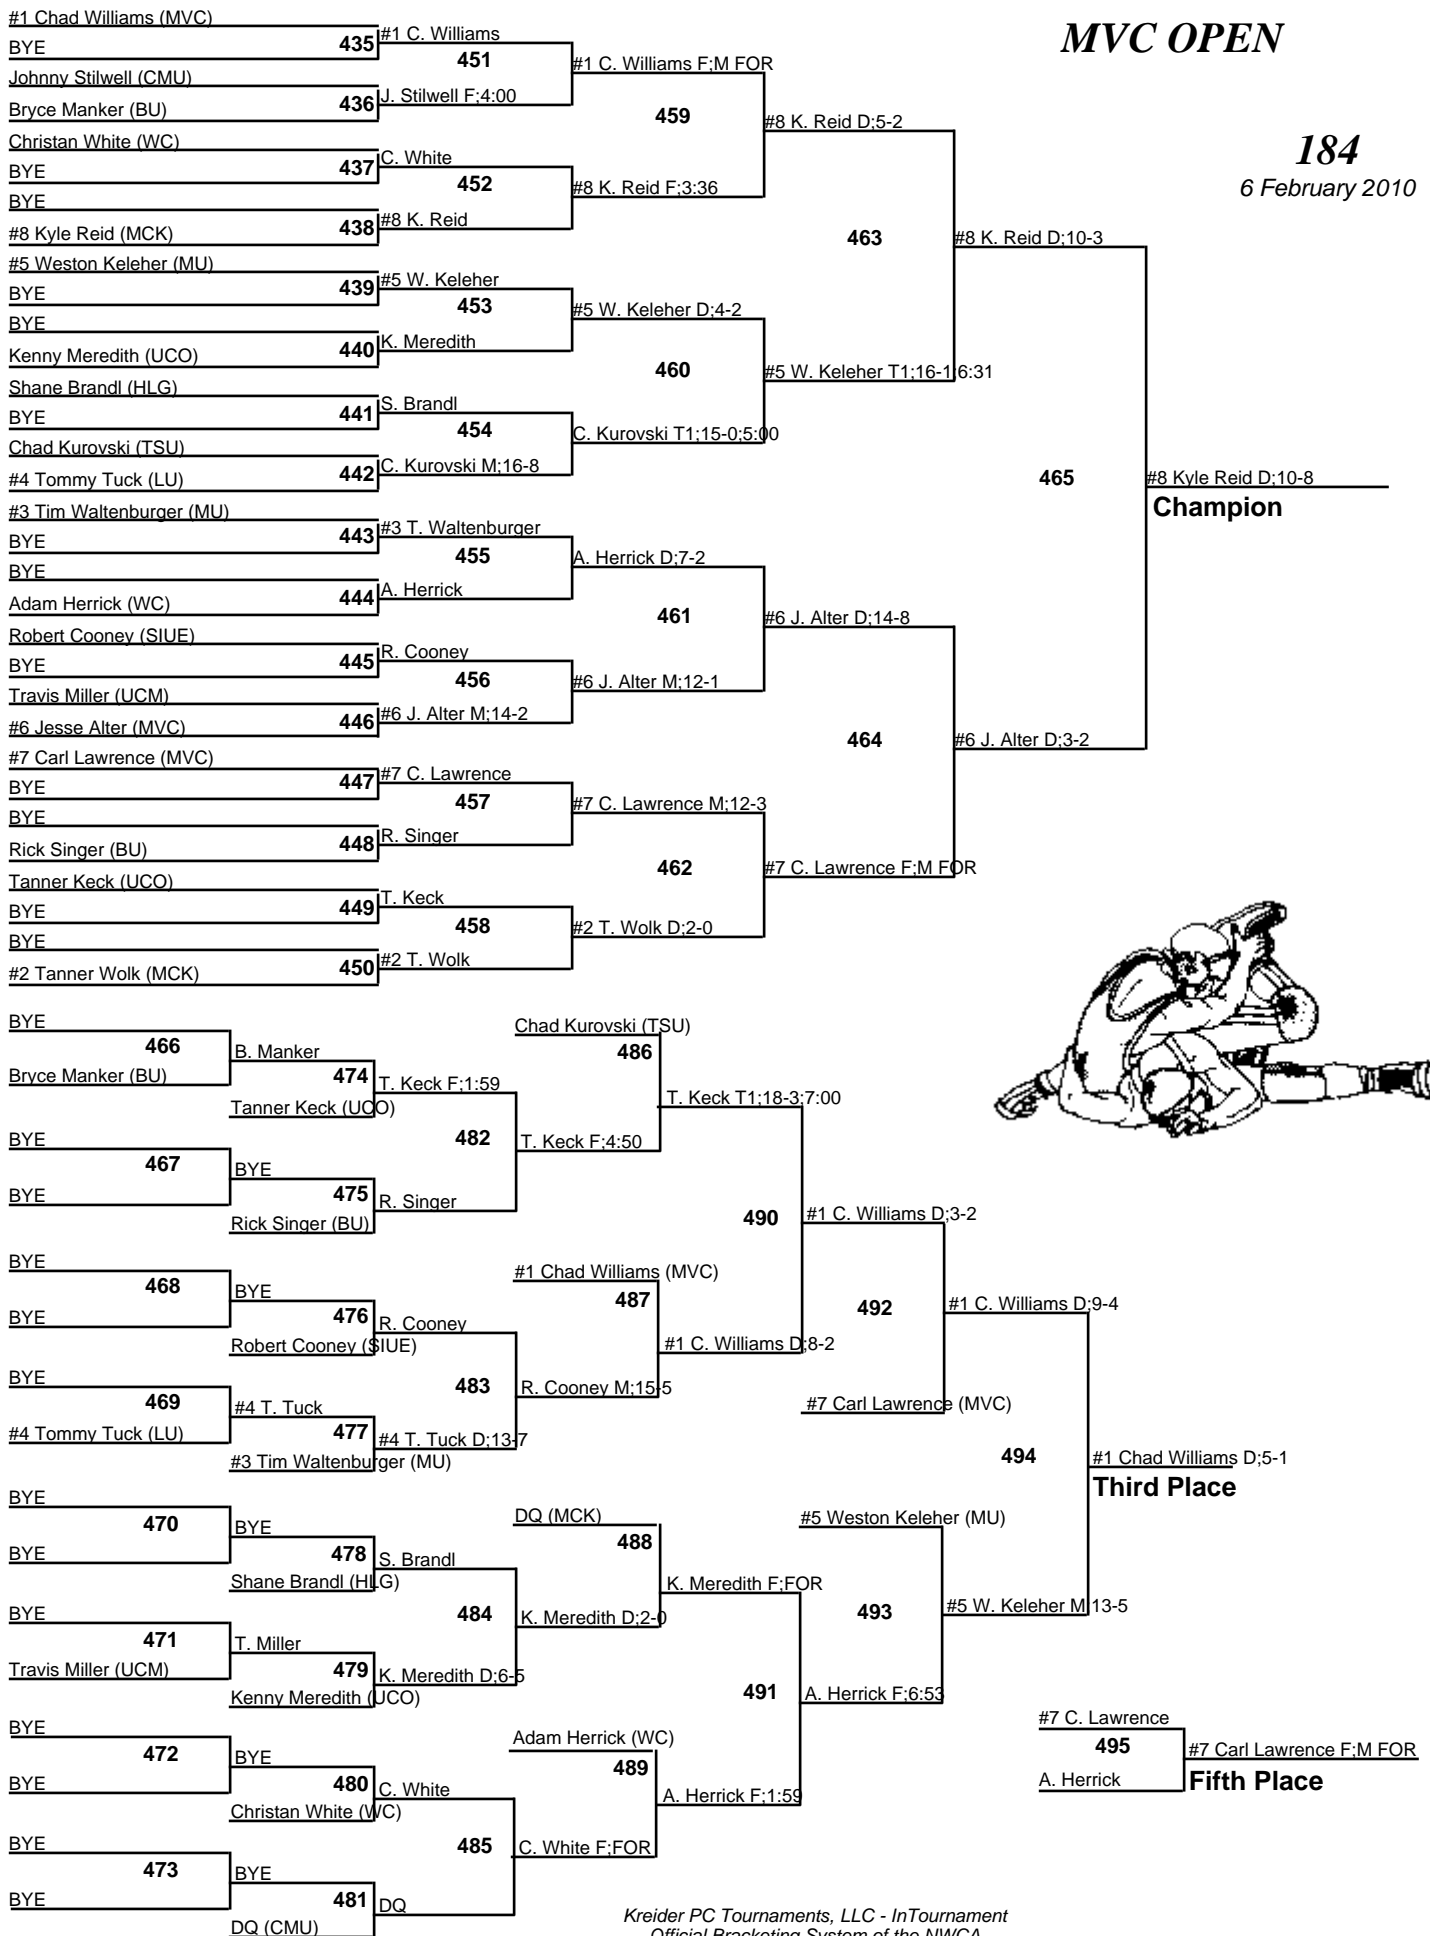 MVC OPEN
184
6 February 2010
#1 Chad Williams (MVC)
BYE
435
#1 C. Williams
Johnny Stilwell (CMU)
Bryce Manker (BU)
436
J. Stilwell F;4:00
451
#1 C. Williams F;M FOR
Christan White (WC)
BYE
437
C. White
BYE
#8 Kyle Reid (MCK)
438
#8 K. Reid
452
#8 K. Reid F;3:36
459
#8 K. Reid D;5-2
#5 Weston Keleher (MU)
BYE
439
#5 W. Keleher
BYE
Kenny Meredith (UCO)
440
K. Meredith
453
#5 W. Keleher D;4-2
Shane Brandl (HLG)
BYE
441
S. Brandl
Chad Kurovski (TSU)
#4 Tommy Tuck (LU)
442
C. Kurovski M;16-8
454
C. Kurovski T1;15-0;5:00
460
#5 W. Keleher T1;16-1;6:31
463
#8 K. Reid D;10-3
#3 Tim Waltenburger (MU)
BYE
443
#3 T. Waltenburger
BYE
Adam Herrick (WC)
444
A. Herrick
455
A. Herrick D;7-2
Robert Cooney (SIUE)
BYE
445
R. Cooney
Travis Miller (UCM)
#6 Jesse Alter (MVC)
446
#6 J. Alter M;14-2
456
#6 J. Alter M;12-1
461
#6 J. Alter D;14-8
#7 Carl Lawrence (MVC)
BYE
447
#7 C. Lawrence
BYE
Rick Singer (BU)
448
R. Singer
457
#7 C. Lawrence M;12-3
Tanner Keck (UCO)
BYE
449
T. Keck
BYE
#2 Tanner Wolk (MCK)
450
#2 T. Wolk
458
#2 T. Wolk D;2-0
462
#7 C. Lawrence F;M FOR
464
#6 J. Alter D;3-2
465
#8 Kyle Reid D;10-8
Champion
BYE
466
Bryce Manker (BU)
B. Manker
474
Tanner Keck (UCO)
T. Keck F;1:59
BYE
467
BYE
BYE
475
Rick Singer (BU)
R. Singer
482
T. Keck F;4:50
Chad Kurovski (TSU)
486
T. Keck T1;18-3;7:00
BYE
468
BYE
BYE
476
Robert Cooney (SIUE)
R. Cooney
BYE
469
#4 Tommy Tuck (LU)
#4 T. Tuck
477
#3 Tim Waltenburger (MU)
#4 T. Tuck D;13-7
483
R. Cooney M;15-5
#1 Chad Williams (MVC)
487
#1 C. Williams D;8-2
490
#1 C. Williams D;3-2
492
#7 Carl Lawrence (MVC)
#1 C. Williams D;9-4
BYE
470
BYE
BYE
478
Shane Brandl (HLG)
S. Brandl
BYE
471
Travis Miller (UCM)
T. Miller
479
Kenny Meredith (UCO)
K. Meredith D;6-5
484
K. Meredith D;2-0
DQ (MCK)
488
K. Meredith F;FOR
BYE
472
BYE
BYE
480
Christan White (WC)
C. White
BYE
473
BYE
BYE
481
DQ (CMU)
DQ
485
C. White F;FOR
Adam Herrick (WC)
489
A. Herrick F;1:59
491
A. Herrick F;6:53
#5 Weston Keleher (MU)
493
#5 W. Keleher M;13-5
494
#1 Chad Williams D;5-1
Third Place
#7 C. Lawrence
495
A. Herrick
#7 Carl Lawrence F;M FOR
Fifth Place
Kreider PC Tournaments, LLC - InTournament
Official Bracketing System of the NWCA